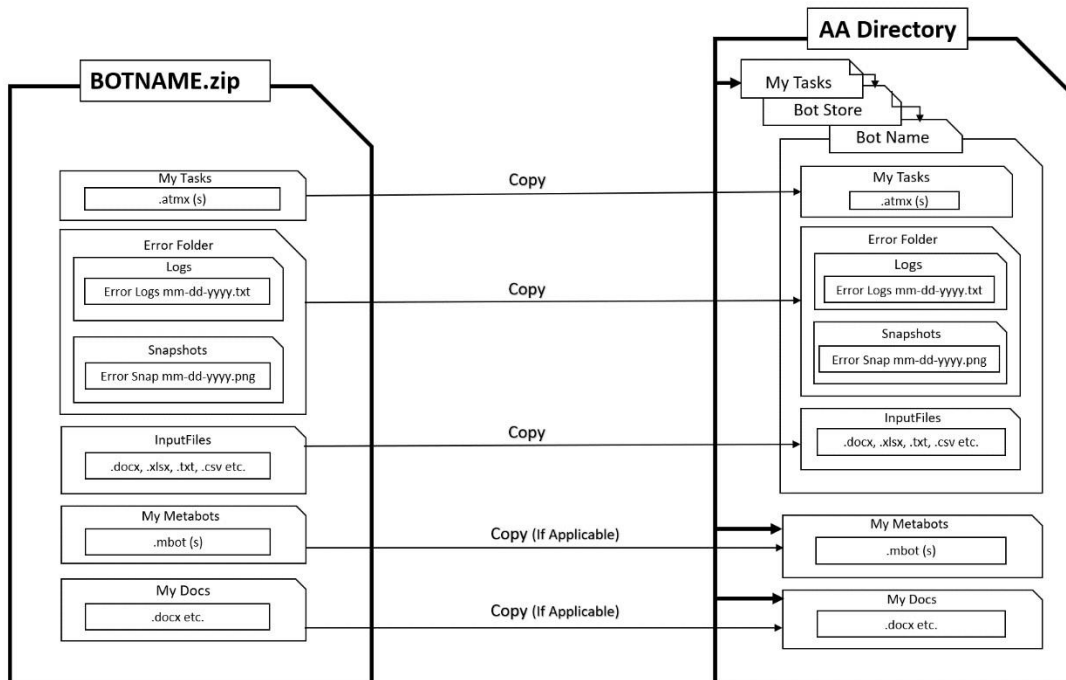 BOTNAME.zip
My Tasks
.atmx (s)
Error Folder
Logs
Error Logs mm-dd-yyyy.txt
Snapshots
Error Snap mm-dd-yyyy.png
InputFiles
.docx, .xlsx, .txt, .csv etc.
My Metabots
.mbot (s)
My Docs
.docx etc.
Copy
Copy
Copy
Copy (If Applicable)
Copy (If Applicable)
AA Directory
My Tasks
Bot Store
Bot Name
My Tasks
.atmx (s)
Error Folder
Logs
Error Logs mm-dd-yyyy.txt
Snapshots
Error Snap mm-dd-yyyy.png
InputFiles
.docx, .xlsx, .txt, .csv etc.
My Metabots
.mbot (s)
My Docs
.docx etc.